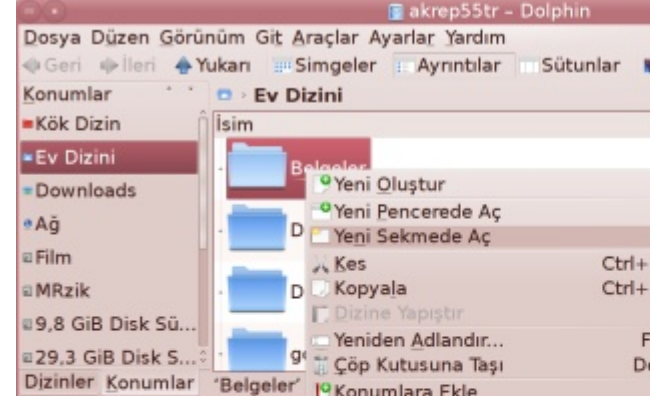 akrep55tr – Dolphin
Dosya Düzen Görünüm Git Araçlar Ayarlar Yardım
Geri İleri Yukarı Simgeler Ayrıntılar Sütunlar
Konumlar
Ev Dizini
Kök Dizin
Ev Dizini
Downloads
Ağ
Film
MRzik
9,8 GiB Disk Sü...
29,3 GiB Disk S...
Dizinler Konumlar
İsim
Belgeler
D
D
g
'Belgeler'
Yeni Oluştur
Yeni Pencerede Aç
Yeni Sekmede Aç
Kes Ctrl+
Kopyala Ctrl+
Dizine Yapıştır
Yeniden Adlandır... F
Çöp Kutusuna Taşı De
Konumlara Ekle